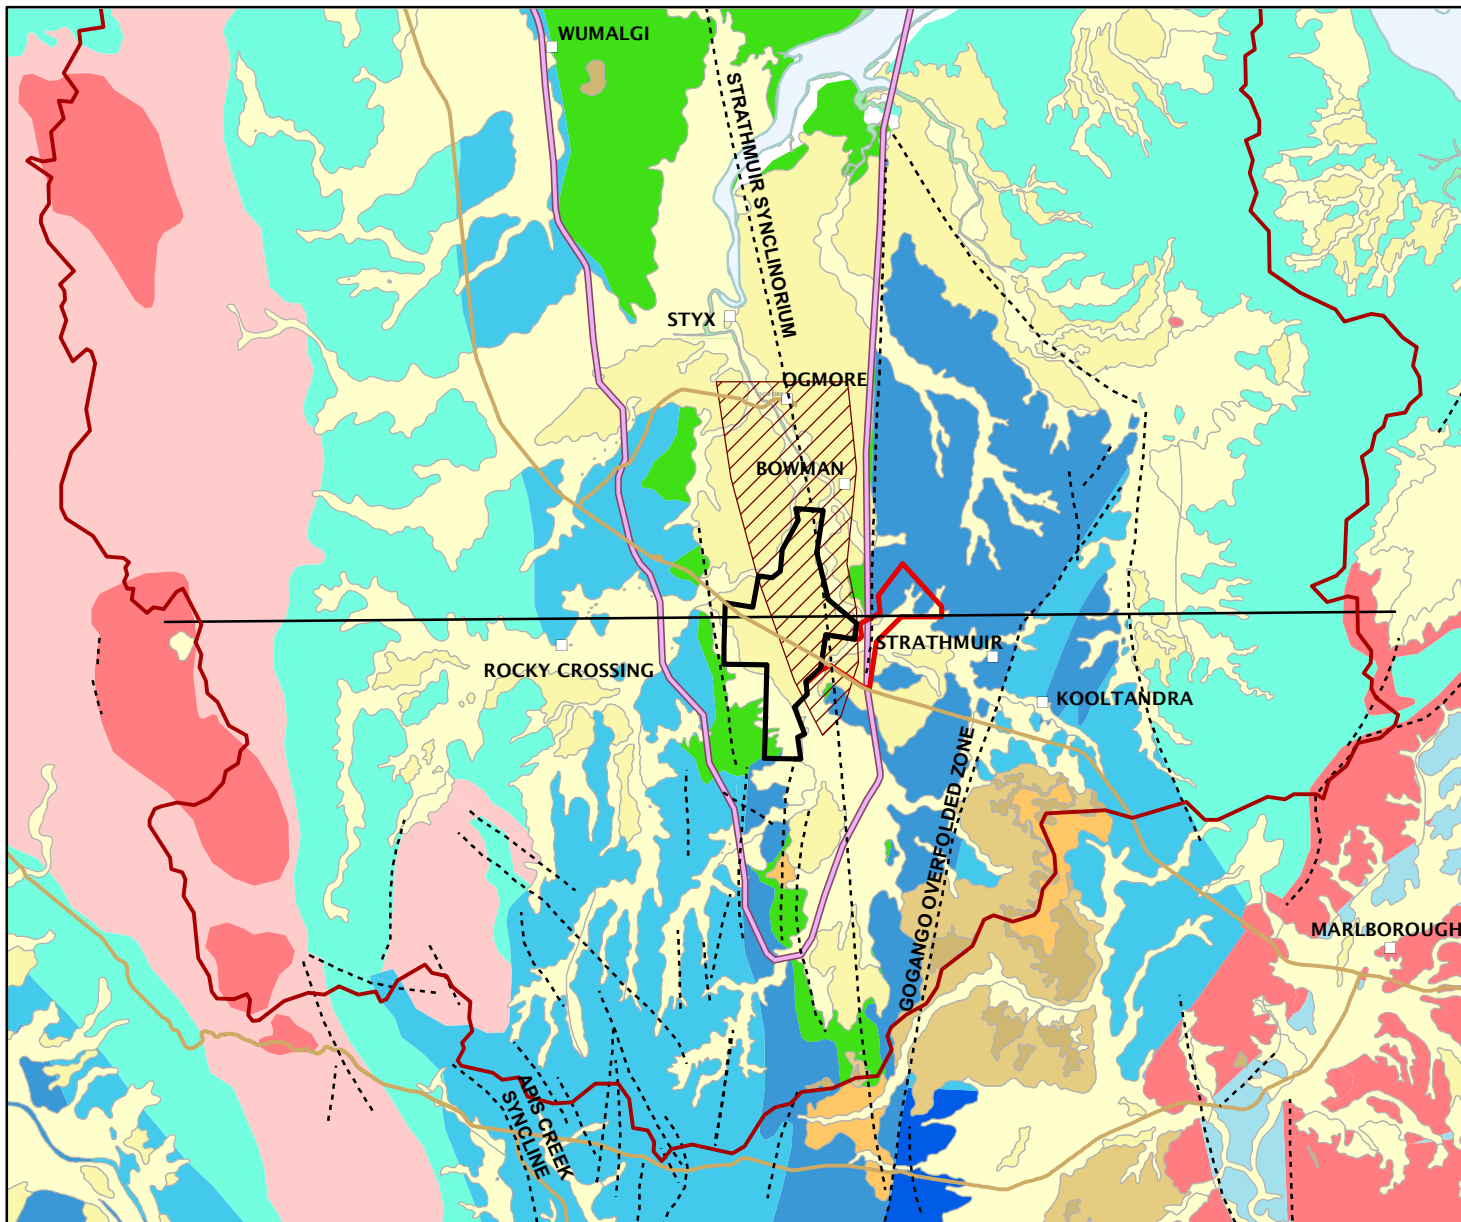 WUMALGI
STRATHMUIR SYNCLINORIUM
STYX
OGMORE
BOWMAN
STRATHMUIR
ROCKY CROSSING
KOOLTANDRA
GOGANGO OVERFOLDED ZONE
MARLBOROUGH
APIS CREEK
SYNCLINE